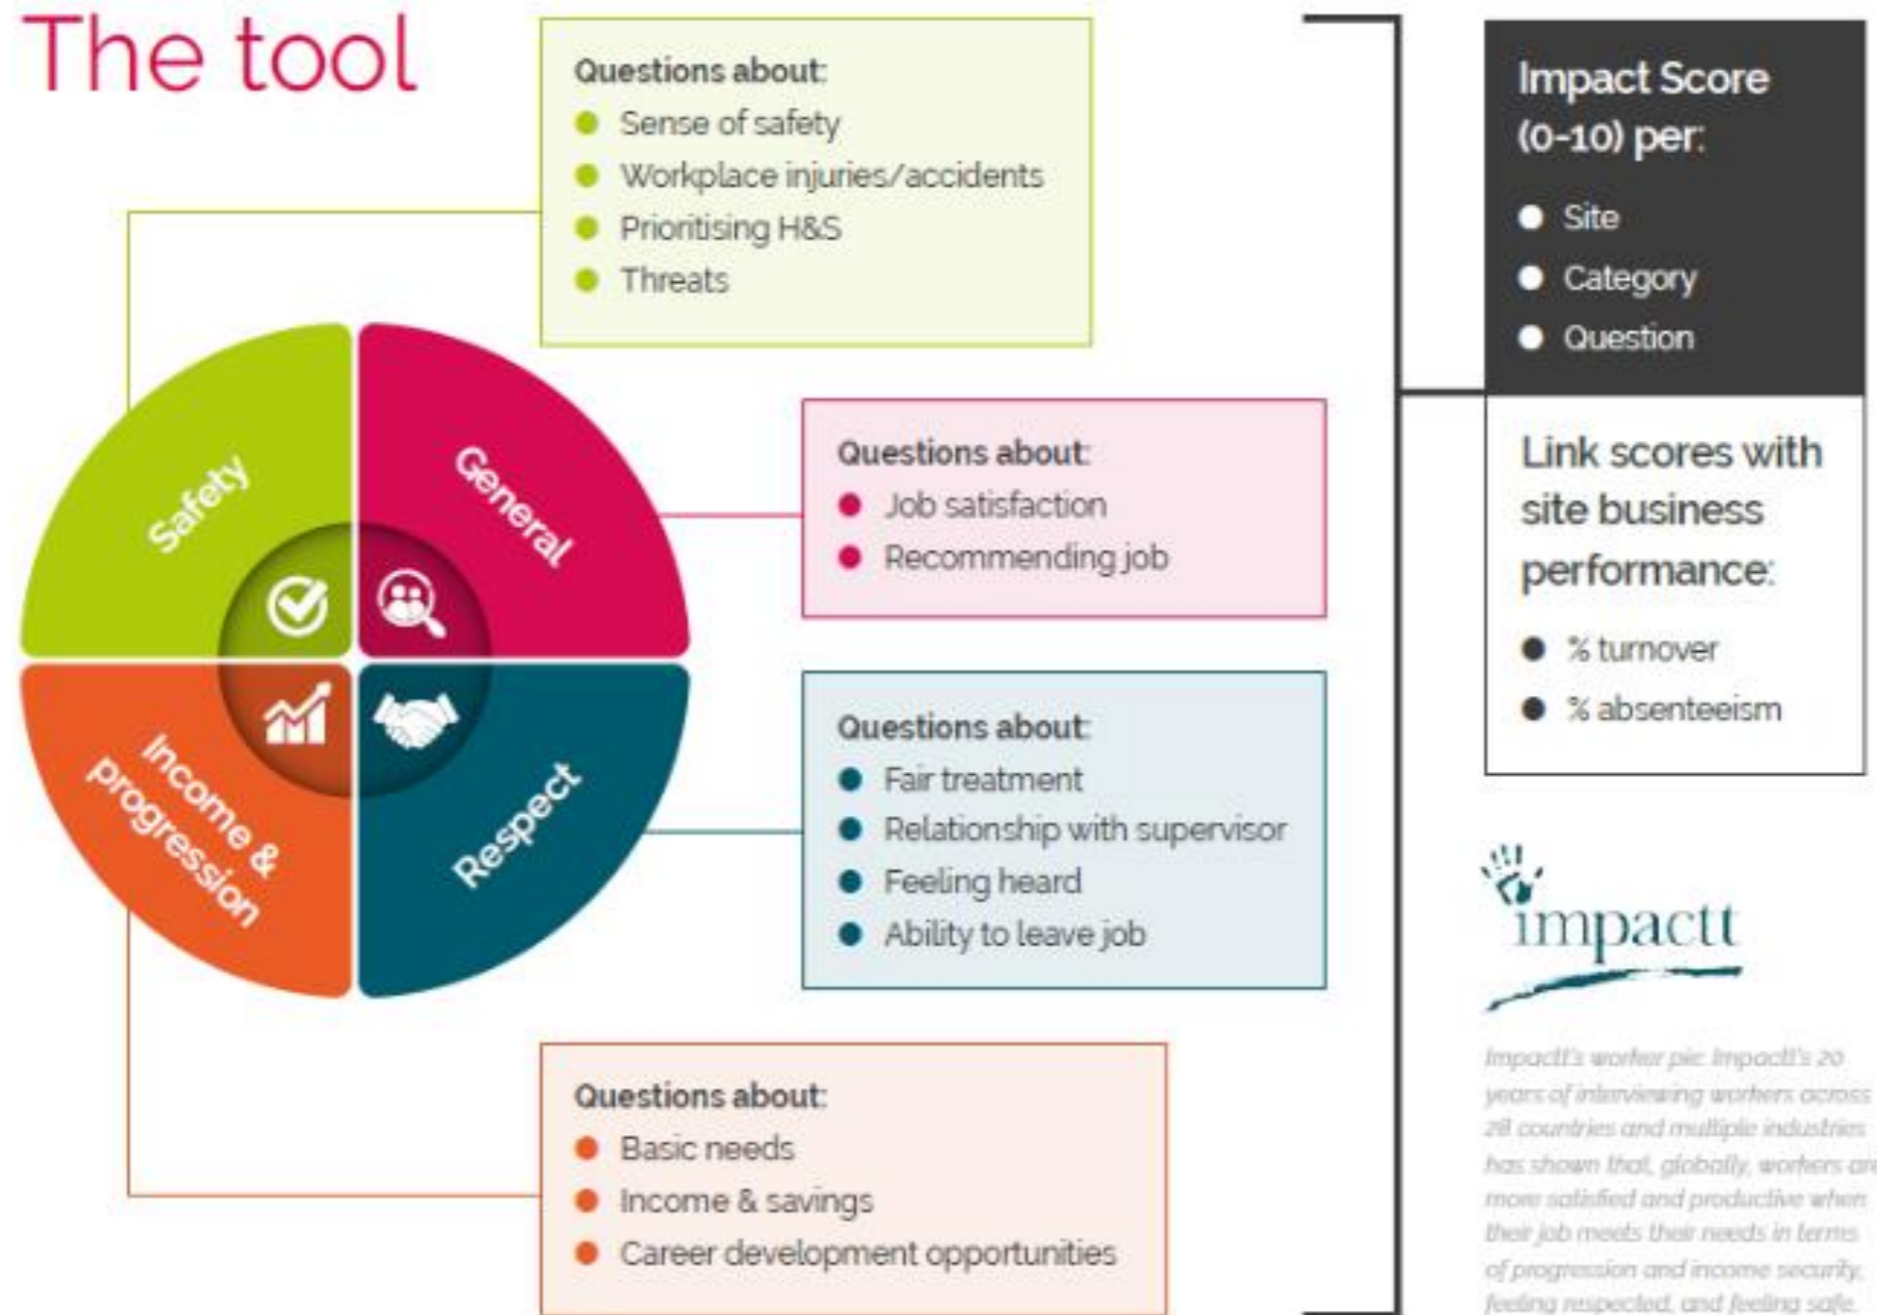 The tool
Questions about:
Sense of safety
Workplace injuries/accidents
Prioritising H&S
Threats
Safety
General
Income &
progression
Respect
Questions about:
Job satisfaction
Recommending job
Questions about:
Fair treatment
Relationship with supervisor
Feeling heard
Ability to leave job
Questions about:
Basic needs
Income & savings
Career development opportunities
Impact Score
(0-10) per:
Site
Category
Question
Link scores with
site business
performance:
% turnover
% absenteeism
impactt
Impactt's worker pie: Impactt's 20
years of interviewing workers across
28 countries and multiple industries
has shown that, globally, workers are
more satisfied and productive when
their job meets their needs in terms
of progression and income security,
feeling respected, and feeling safe